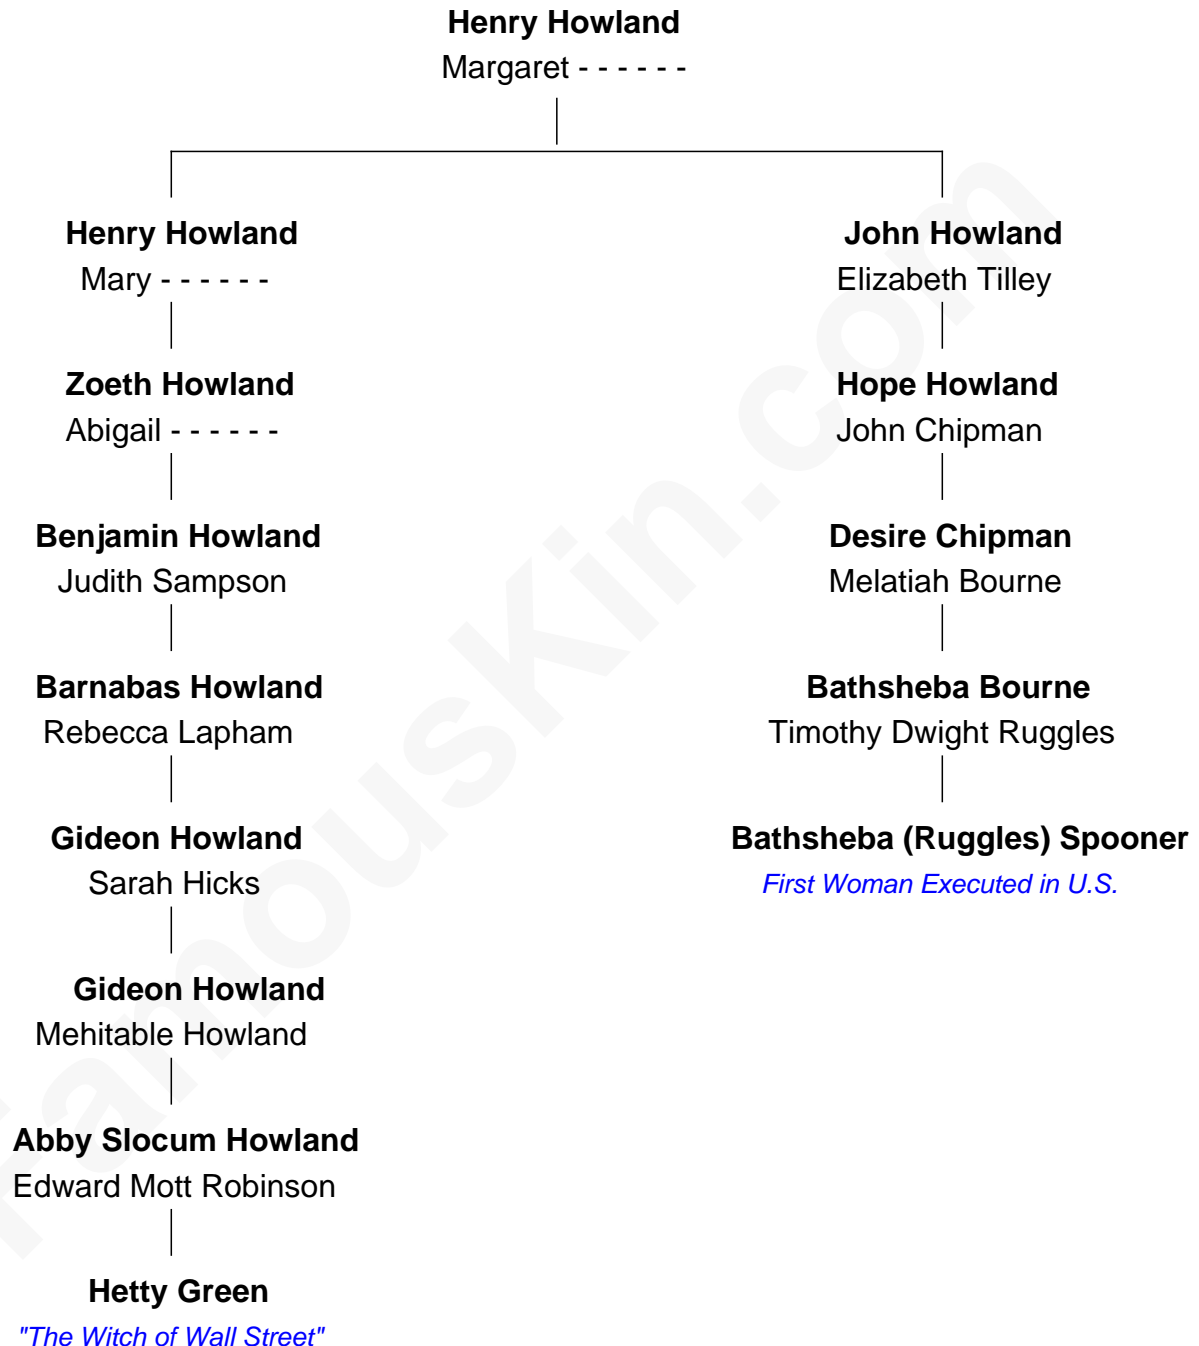 Henry Howland
Margaret - - - - - -
Henry Howland
Mary - - - - - -
Zoeth Howland
Abigail - - - - - -
Benjamin Howland
Judith Sampson
Barnabas Howland
Rebecca Lapham
Gideon Howland
Sarah Hicks
Gideon Howland
Mehitable Howland
Abby Slocum Howland
Edward Mott Robinson
Hetty Green
"The Witch of Wall Street"
John Howland
Elizabeth Tilley
Hope Howland
John Chipman
Desire Chipman
Melatiah Bourne
Bathsheba Bourne
Timothy Dwight Ruggles
Bathsheba (Ruggles) Spooner
First Woman Executed in U.S.
FamousKin.com